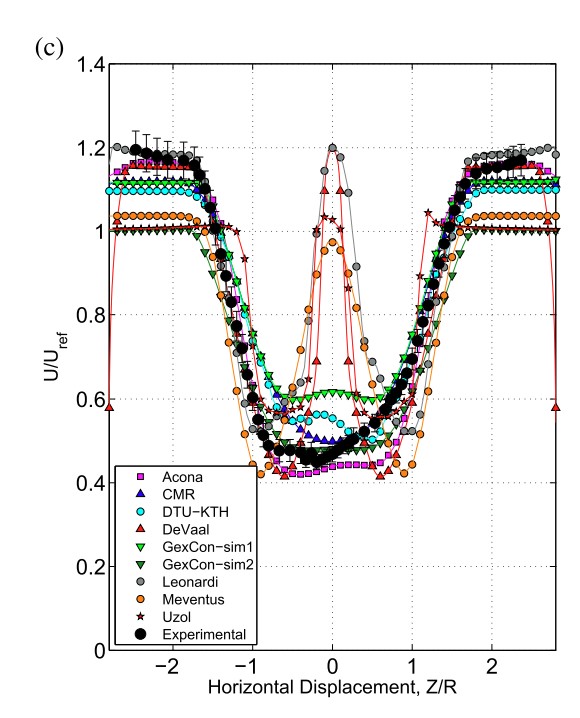 (c)
1.4
1.2
1
0.8
0.6
0.4
0.2
0
U/Uref
Acona
CMR
DTU−KTH
DeVaal
GexCon−sim1
GexCon−sim2
Leonardi
Meventus
Uzol
Experimental
−2 −1 0 1 2
Horizontal Displacement, Z/R